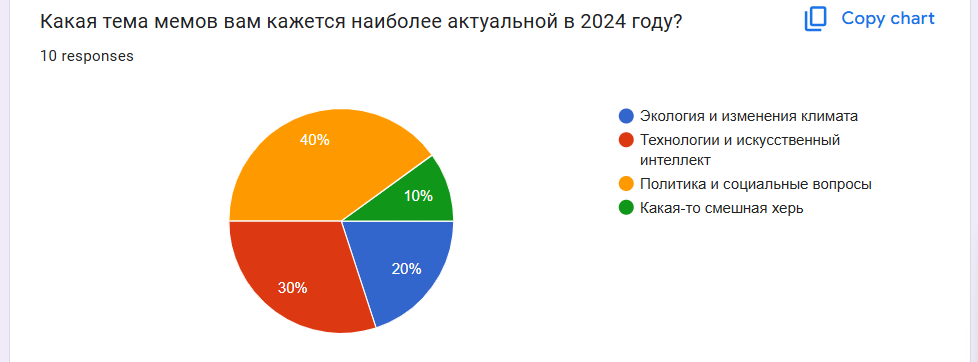 Какая тема мемов вам кажется наиболее актуальной в 2024 году?
Copy chart
10 responses
40%
10%
20%
30%
Экология и изменения климата
Технологии и искусственный
интеллект
Политика и социальные вопросы
Какая-то смешная херь